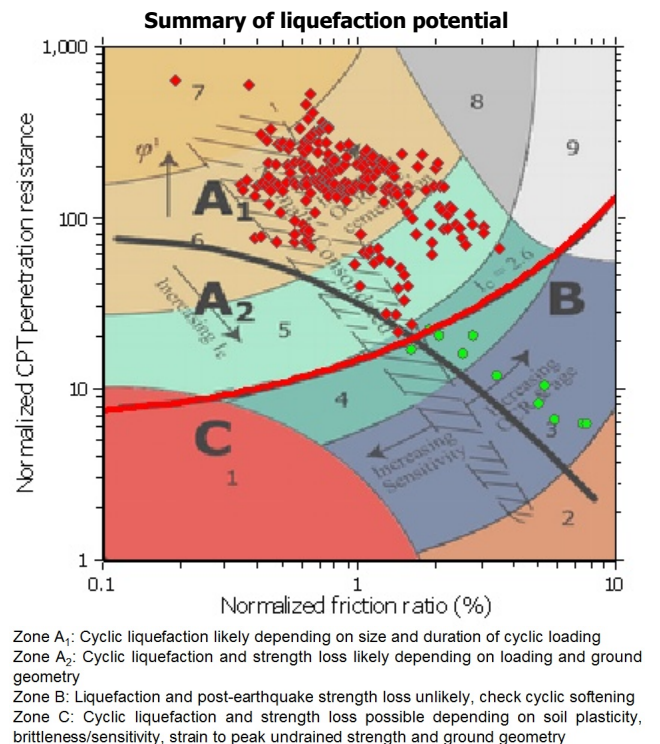 Summary of liquefaction potential
1,000
100
10
1
Normalized CPT penetration resistance
7
8
9
φ'
A1
6
A2
Increasing
5
Ic = 2.6
B
4
Increasing
C
1
Increasing
Sensitivity
3
2
0.1
1
10
Normalized friction ratio (%)
Zone A1: Cyclic liquefaction likely depending on size and duration of cyclic loading
Zone A2: Cyclic liquefaction and strength loss likely depending on loading and ground
geometry
Zone B: Liquefaction and post-earthquake strength loss unlikely, check cyclic softening
Zone C: Cyclic liquefaction and strength loss possible depending on soil plasticity,
brittleness/sensitivity, strain to peak undrained strength and ground geometry